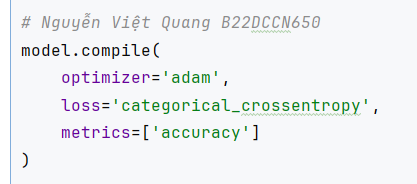 # Nguyễn Việt Quang B22DCCN650
model.compile(
    optimizer='adam',
    loss='categorical_crossentropy',
    metrics=['accuracy']
)